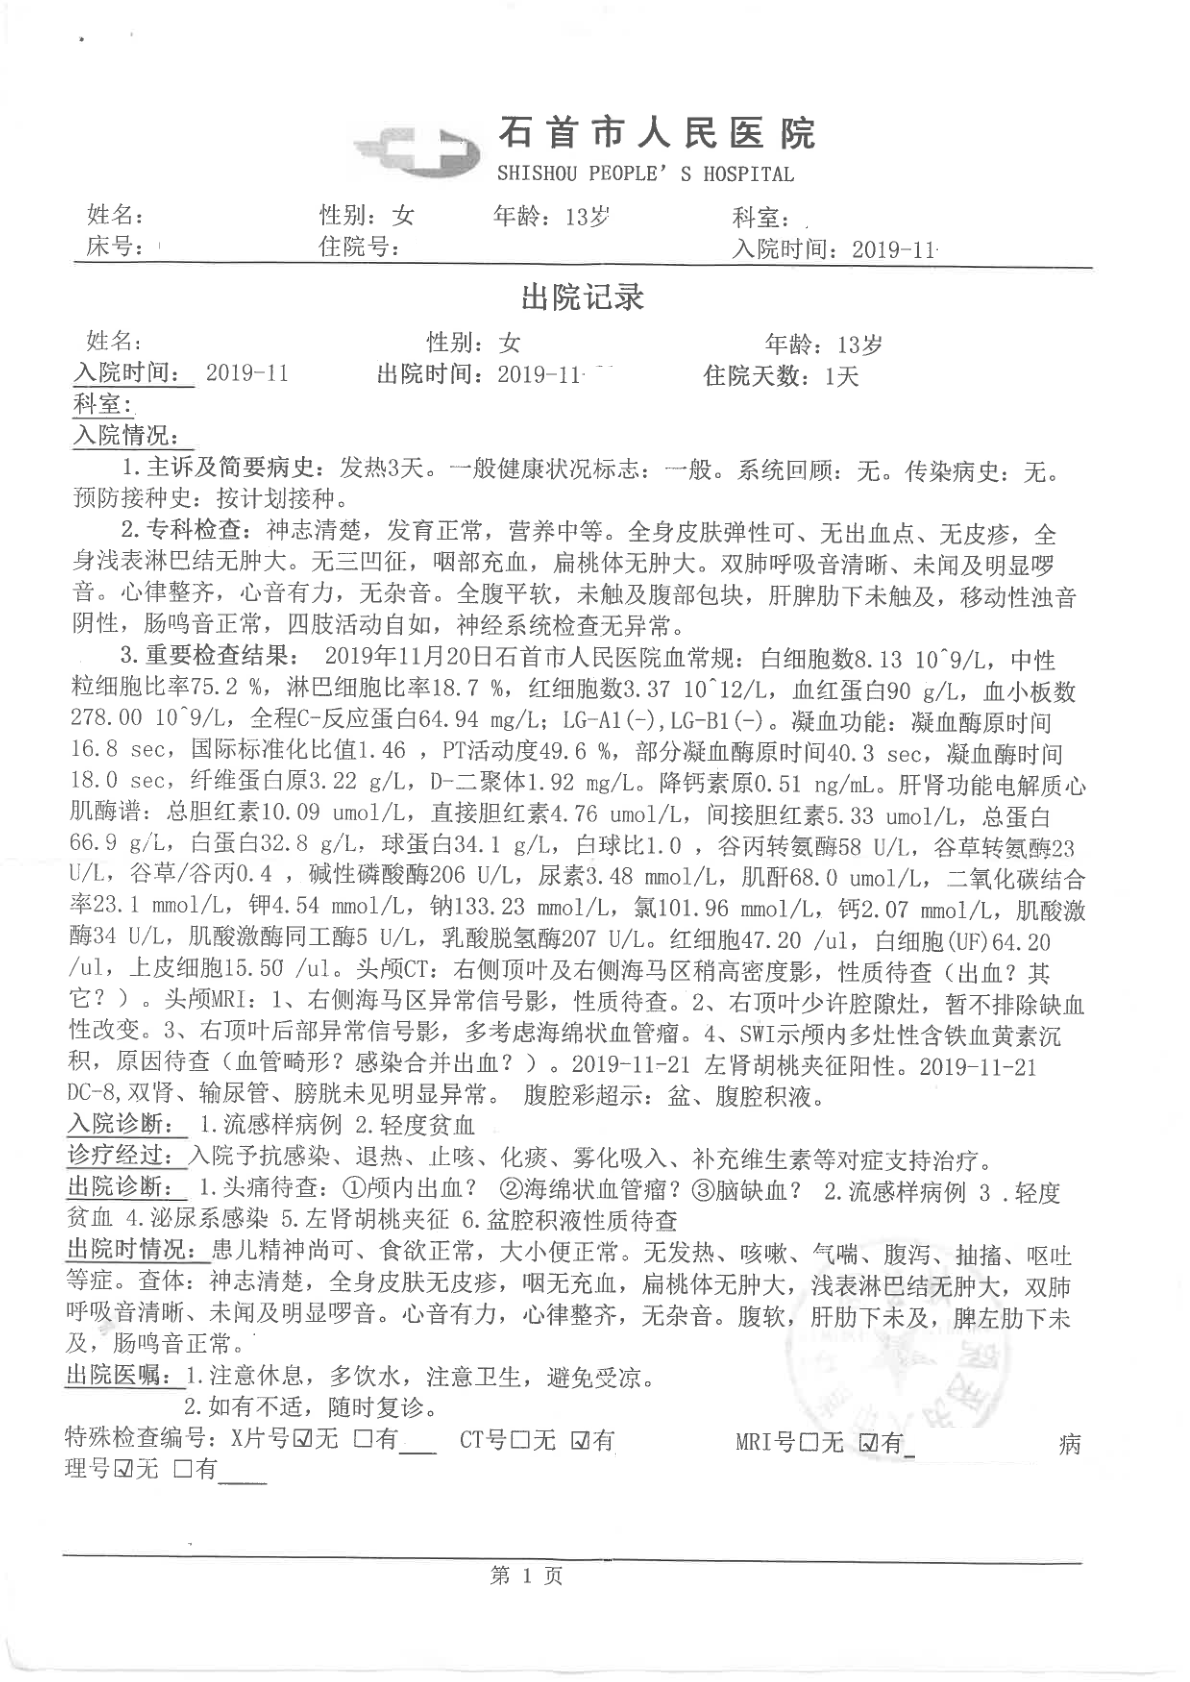 石首市人民医院
SHISHOU PEOPLE'S HOSPITAL
姓名: 性别: 女 年龄: 13岁 科室:
床号: 住院号: 入院时间: 2019-11
出院记录
姓名: 性别: 女 年龄: 13岁
入院时间: 2019-11 出院时间: 2019-11 住院天数: 1天
科室:
入院情况:
1. 主诉及简要病史: 发热3天。一般健康状况标志: 一般。系统回顾: 无。传染病史: 无。
预防接种史: 按计划接种。
2. 专科检查: 神志清楚, 发育正常, 营养中等。全身皮肤弹性可、无出血点、无皮疹, 全
身浅表淋巴结无肿大。无三凹征, 咽部充血, 扁桃体无肿大。双肺呼吸音清晰、未闻及明显啰
音。心律整齐, 心音有力, 无杂音。全腹平软, 未触及腹部包块, 肝脾肋下未触及, 移动性浊音
阴性, 肠鸣音正常, 四肢活动自如, 神经系统检查无异常。
3. 重要检查结果: 2019年11月20日石首市人民医院血常规: 白细胞数8.13 10^9/L, 中性
粒细胞比率75.2 %, 淋巴细胞比率18.7 %, 红细胞数3.37 10^12/L, 血红蛋白90 g/L, 血小板数
278.00 10^9/L, 全程C-反应蛋白64.94 mg/L; LG-A1(-), LG-B1(-)。凝血功能: 凝血酶原时间
16.8 sec, 国际标准化比值1.46 , PT活动度49.6 %, 部分凝血酶原时间40.3 sec, 凝血酶时间
18.0 sec, 纤维蛋白原3.22 g/L, D-二聚体1.92 mg/L。降钙素原0.51 ng/mL。肝肾功能电解质心
肌酶谱: 总胆红素10.09 umol/L, 直接胆红素4.76 umol/L, 间接胆红素5.33 umol/L, 总蛋白
66.9 g/L, 白蛋白32.8 g/L, 球蛋白34.1 g/L, 白球比1.0 , 谷丙转氨酶58 U/L, 谷草转氨酶23
U/L, 谷草/谷丙0.4 , 碱性磷酸酶206 U/L, 尿素3.48 mmol/L, 肌酐68.0 umol/L, 二氧化碳结合
率23.1 mmol/L, 钾4.54 mmol/L, 钠133.23 mmol/L, 氯101.96 mmol/L, 钙2.07 mmol/L, 肌酸激
酶34 U/L, 肌酸激酶同工酶5 U/L, 乳酸脱氢酶207 U/L。红细胞47.20 /ul, 白细胞(UF)64.20
/ul, 上皮细胞15.50 /ul。头颅CT: 右侧顶叶及右侧海马区稍高密度影, 性质待查（出血? 其
它? ）。头颅MRI: 1、右侧海马区异常信号影, 性质待查。2、右顶叶少许腔隙灶, 暂不排除缺血
性改变。3、右顶叶后部异常信号影, 多考虑海绵状血管瘤。4、SWI示颅内多灶性含铁血黄素沉
积, 原因待查（血管畸形? 感染合并出血? ）。2019-11-21 左肾胡桃夹征阳性。2019-11-21
DC-8, 双肾、输尿管、膀胱未见明显异常。 腹腔彩超示: 盆、腹腔积液。
入院诊断: 1. 流感样病例 2. 轻度贫血
诊疗经过: 入院予抗感染、退热、止咳、化痰、雾化吸入、补充维生素等对症支持治疗。
出院诊断: 1. 头痛待查: ①颅内出血? ②海绵状血管瘤? ③脑缺血? 2. 流感样病例 3 . 轻度
贫血 4. 泌尿系感染 5. 左肾胡桃夹征 6. 盆腔积液性质待查
出院时情况: 患儿精神尚可、食欲正常, 大小便正常。无发热、咳嗽、气喘、腹泻、抽搐、呕吐
等症。查体: 神志清楚, 全身皮肤无皮疹, 咽无充血, 扁桃体无肿大, 浅表淋巴结无肿大, 双肺
呼吸音清晰、未闻及明显啰音。心音有力, 心律整齐, 无杂音。腹软, 肝肋下未及, 脾左肋下未
及, 肠鸣音正常。
出院医嘱: 1. 注意休息, 多饮水, 注意卫生, 避免受凉。
2. 如有不适, 随时复诊。
特殊检查编号: X片号☑无 □有___ CT号□无 ☑有 MRI号□无 ☑有_ 病
理号☑无 □有____
第 1 页